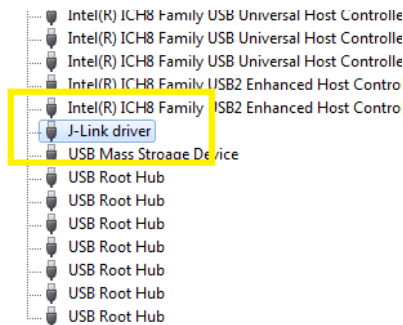 Intel(R) ICH8 Family USB Universal Host Controlle
Intel(R) ICH8 Family USB Universal Host Controlle
Intel(R) ICH8 Family USB Universal Host Controlle
Intel(R) ICH8 Family USB2 Enhanced Host Contro
Intel(R) ICH8 Family USB2 Enhanced Host Contro
J-Link driver
USB Mass Stroage Device
USB Root Hub
USB Root Hub
USB Root Hub
USB Root Hub
USB Root Hub
USB Root Hub
USB Root Hub